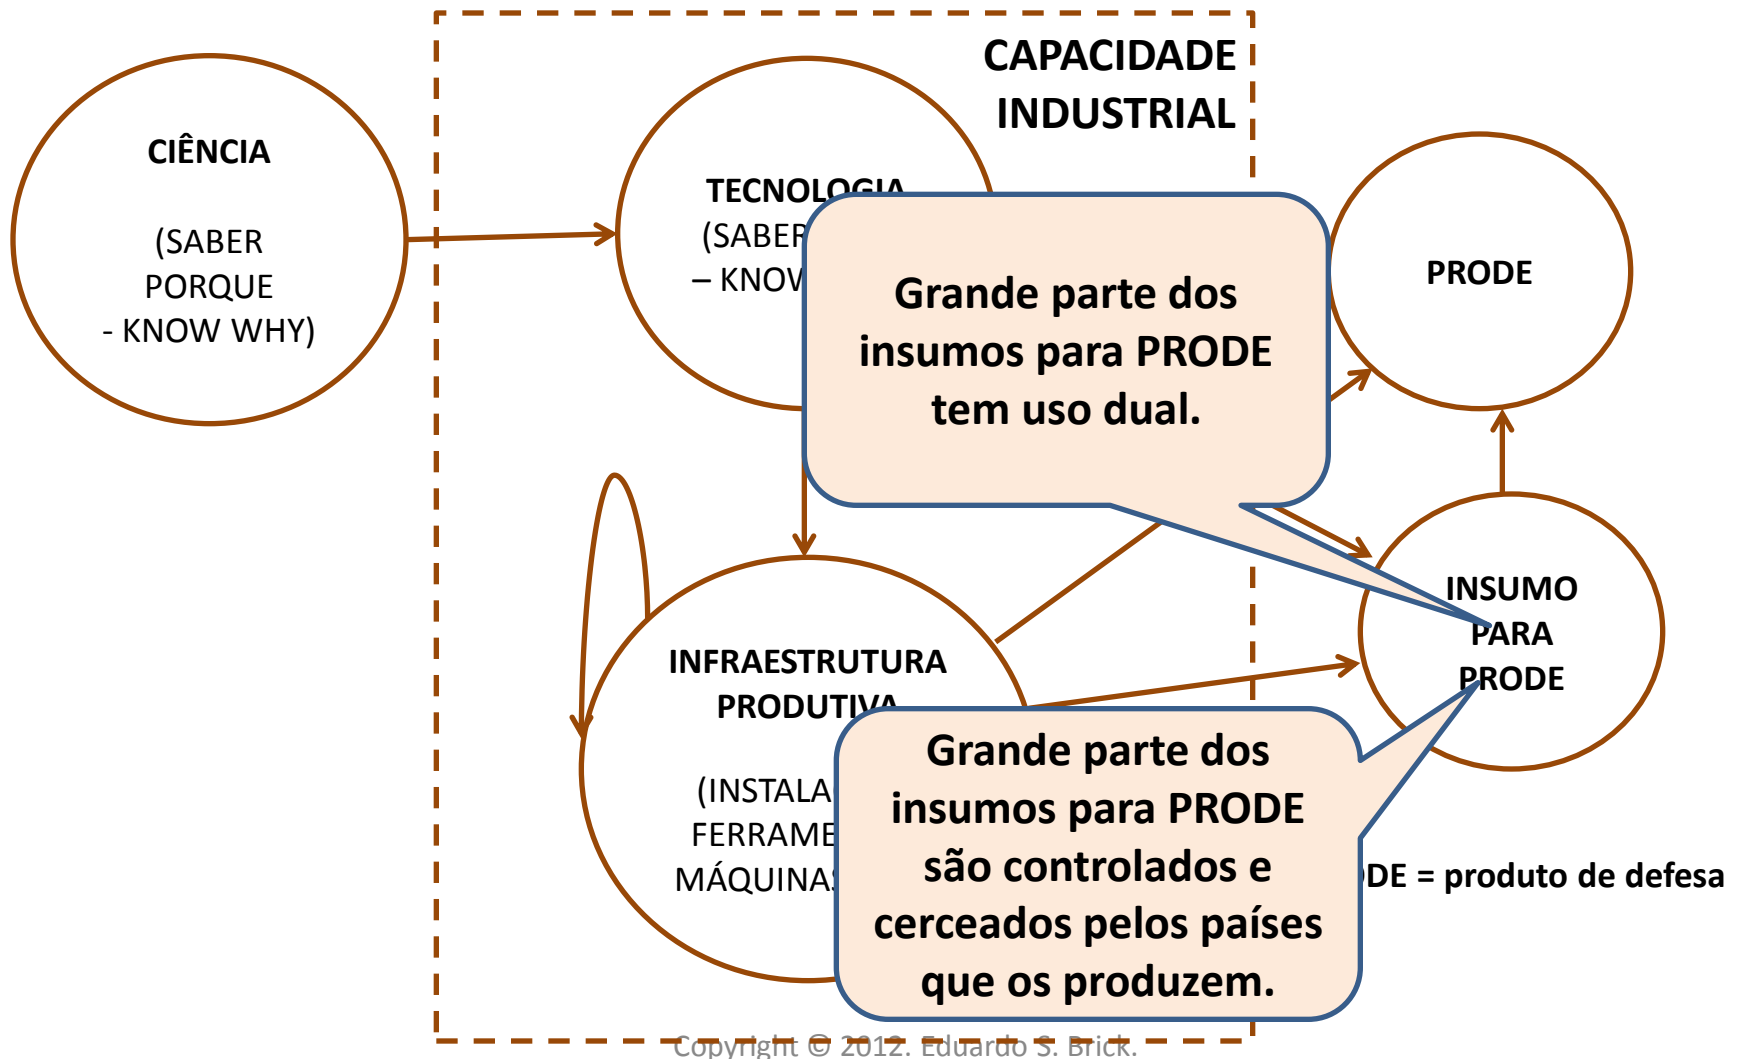 CAPACIDADE
INDUSTRIAL
CIÊNCIA
(SABER
PORQUE
- KNOW WHY)
TECNOLOGIA
(SABER
– KNOW
Grande parte dos
insumos para PRODE
tem uso dual.
PRODE
INSUMO
PARA
PRODE
INFRAESTRUTURA
PRODUTIVA
(INSTALA
FERRAME
MÁQUINAS
Grande parte dos
insumos para PRODE
são controlados e
cerceados pelos países
que os produzem.
DE = produto de defesa
Copyright © 2012. Eduardo S. Brick.